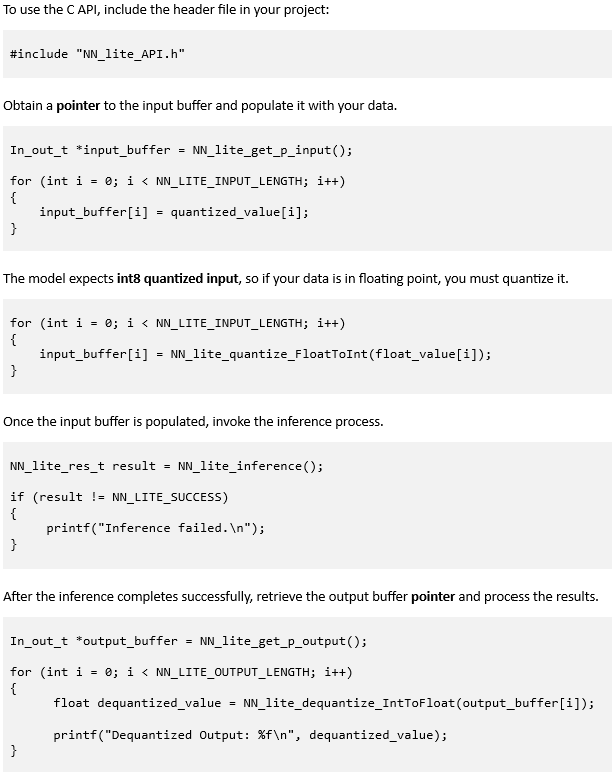 To use the C API, include the header file in your project:
#include "NN_lite_API.h"
Obtain a pointer to the input buffer and populate it with your data.
In_out_t *input_buffer = NN_lite_get_p_input();
for (int i = 0; i < NN_LITE_INPUT_LENGTH; i++)
{
    input_buffer[i] = quantized_value[i];
}
The model expects int8 quantized input, so if your data is in floating point, you must quantize it.
for (int i = 0; i < NN_LITE_INPUT_LENGTH; i++)
{
    input_buffer[i] = NN_lite_quantize_FloatToInt(float_value[i]);
}
Once the input buffer is populated, invoke the inference process.
NN_lite_res_t result = NN_lite_inference();
if (result != NN_LITE_SUCCESS)
{
     printf("Inference failed.\n");
}
After the inference completes successfully, retrieve the output buffer pointer and process the results.
In_out_t *output_buffer = NN_lite_get_p_output();
for (int i = 0; i < NN_LITE_OUTPUT_LENGTH; i++)
{
      float dequantized_value = NN_lite_dequantize_IntToFloat(output_buffer[i]);
      printf("Dequantized Output: %f\n", dequantized_value);
}